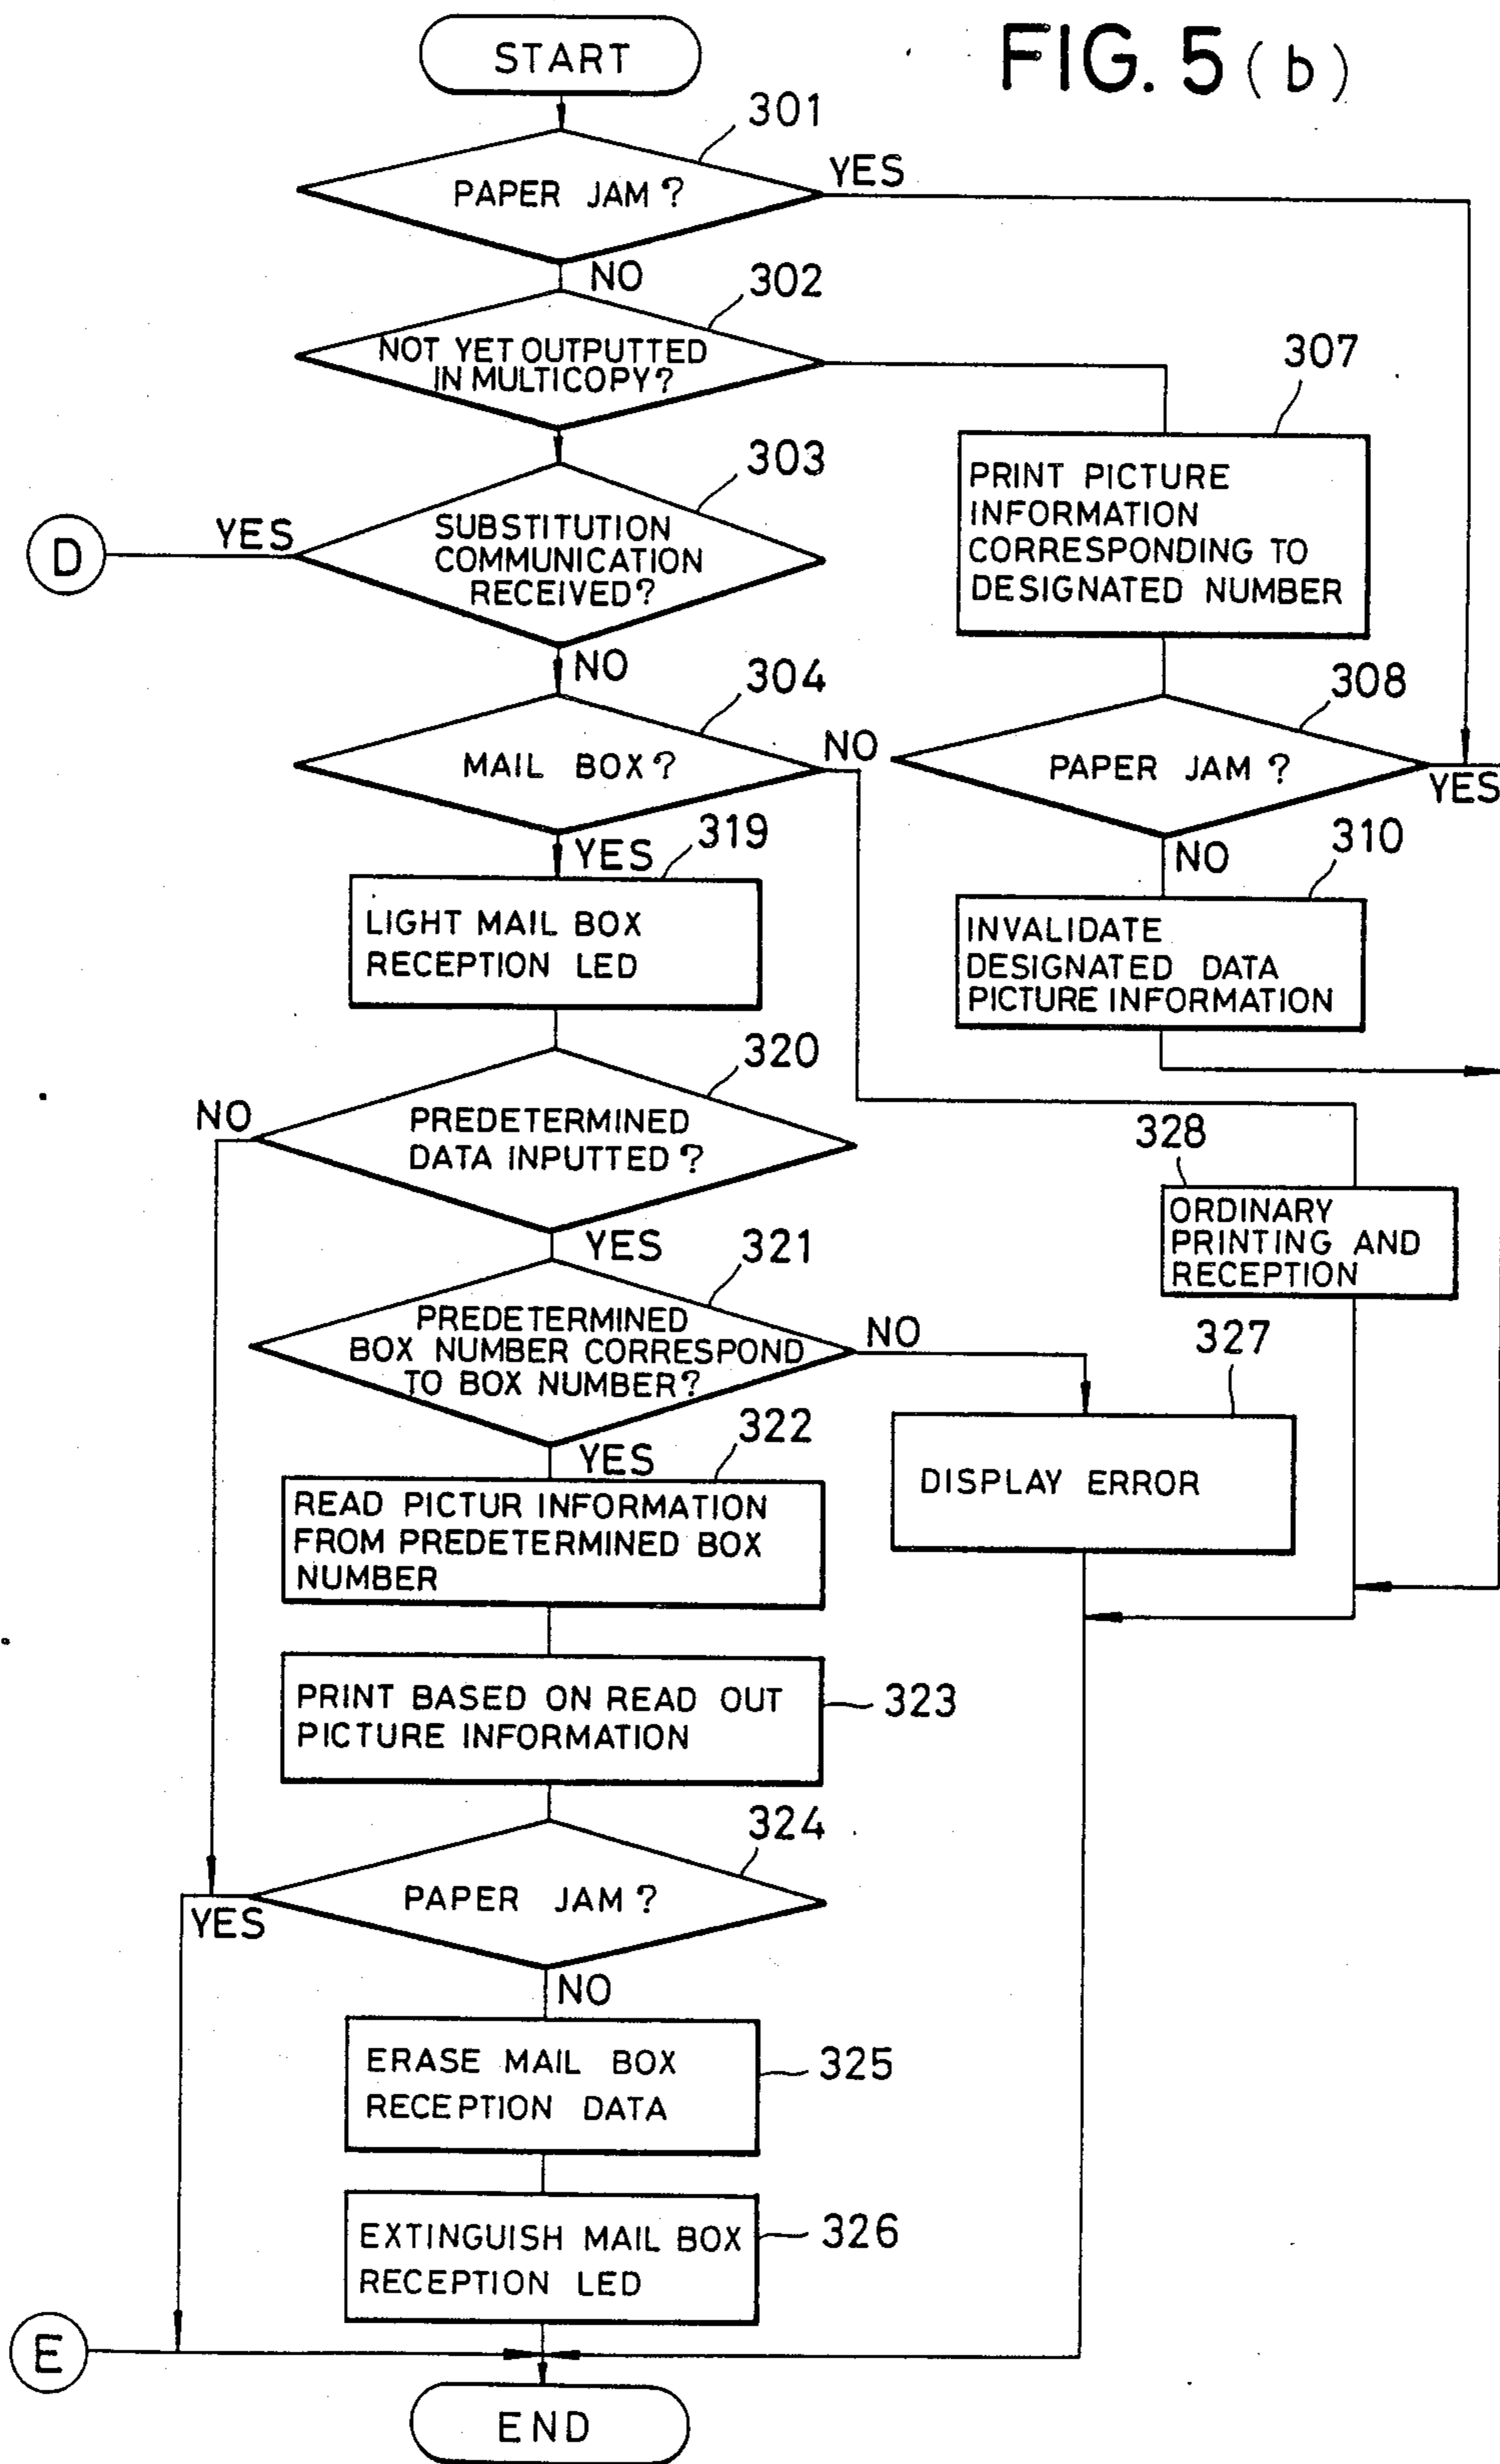 FIG. 5 (b)
START
301
PAPER JAM ?
YES
NO
302
NOT YET OUTPUTTED
IN MULTICOPY?
307
PRINT PICTURE
INFORMATION
CORRESPONDING TO
DESIGNATED NUMBER
303
SUBSTITUTION
COMMUNICATION
RECEIVED?
YES
D
NO
304
MAIL BOX?
NO
308
PAPER JAM ?
YES
YES
319
NO
310
LIGHT MAIL BOX
RECEPTION LED
INVALIDATE
DESIGNATED DATA
PICTURE INFORMATION
320
NO
PREDETERMINED
DATA INPUTTED ?
328
ORDINARY
PRINTING AND
RECEPTION
YES
321
PREDETERMINED
BOX NUMBER CORRESPOND
TO BOX NUMBER?
NO
327
DISPLAY ERROR
YES
322
READ PICTUR INFORMATION
FROM PREDETERMINED BOX
NUMBER
PRINT BASED ON READ OUT
PICTURE INFORMATION
323
324
PAPER JAM ?
YES
NO
ERASE MAIL BOX
RECEPTION DATA
325
EXTINGUISH MAIL BOX
RECEPTION LED
326
E
END